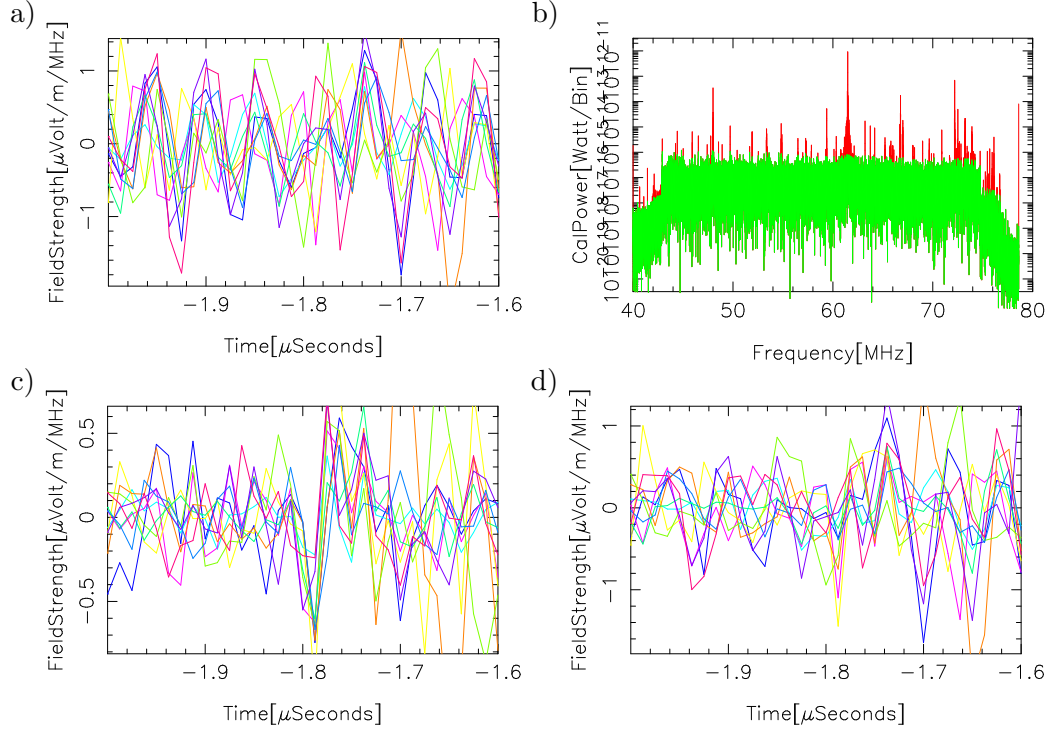 a)
FieldStrength[μVolt/m/MHz]
1
0
−1
−1.9
−1.8
−1.7
−1.6
Time[μSeconds]
b)
CalPower[Watt/Bin]
40
50
60
70
80
Frequency[MHz]
c)
FieldStrength[μVolt/m/MHz]
0.5
0
−0.5
−1.9
−1.8
−1.7
−1.6
Time[μSeconds]
d)
FieldStrength[μVolt/m/MHz]
1
0
−1
−1.9
−1.8
−1.7
−1.6
Time[μSeconds]